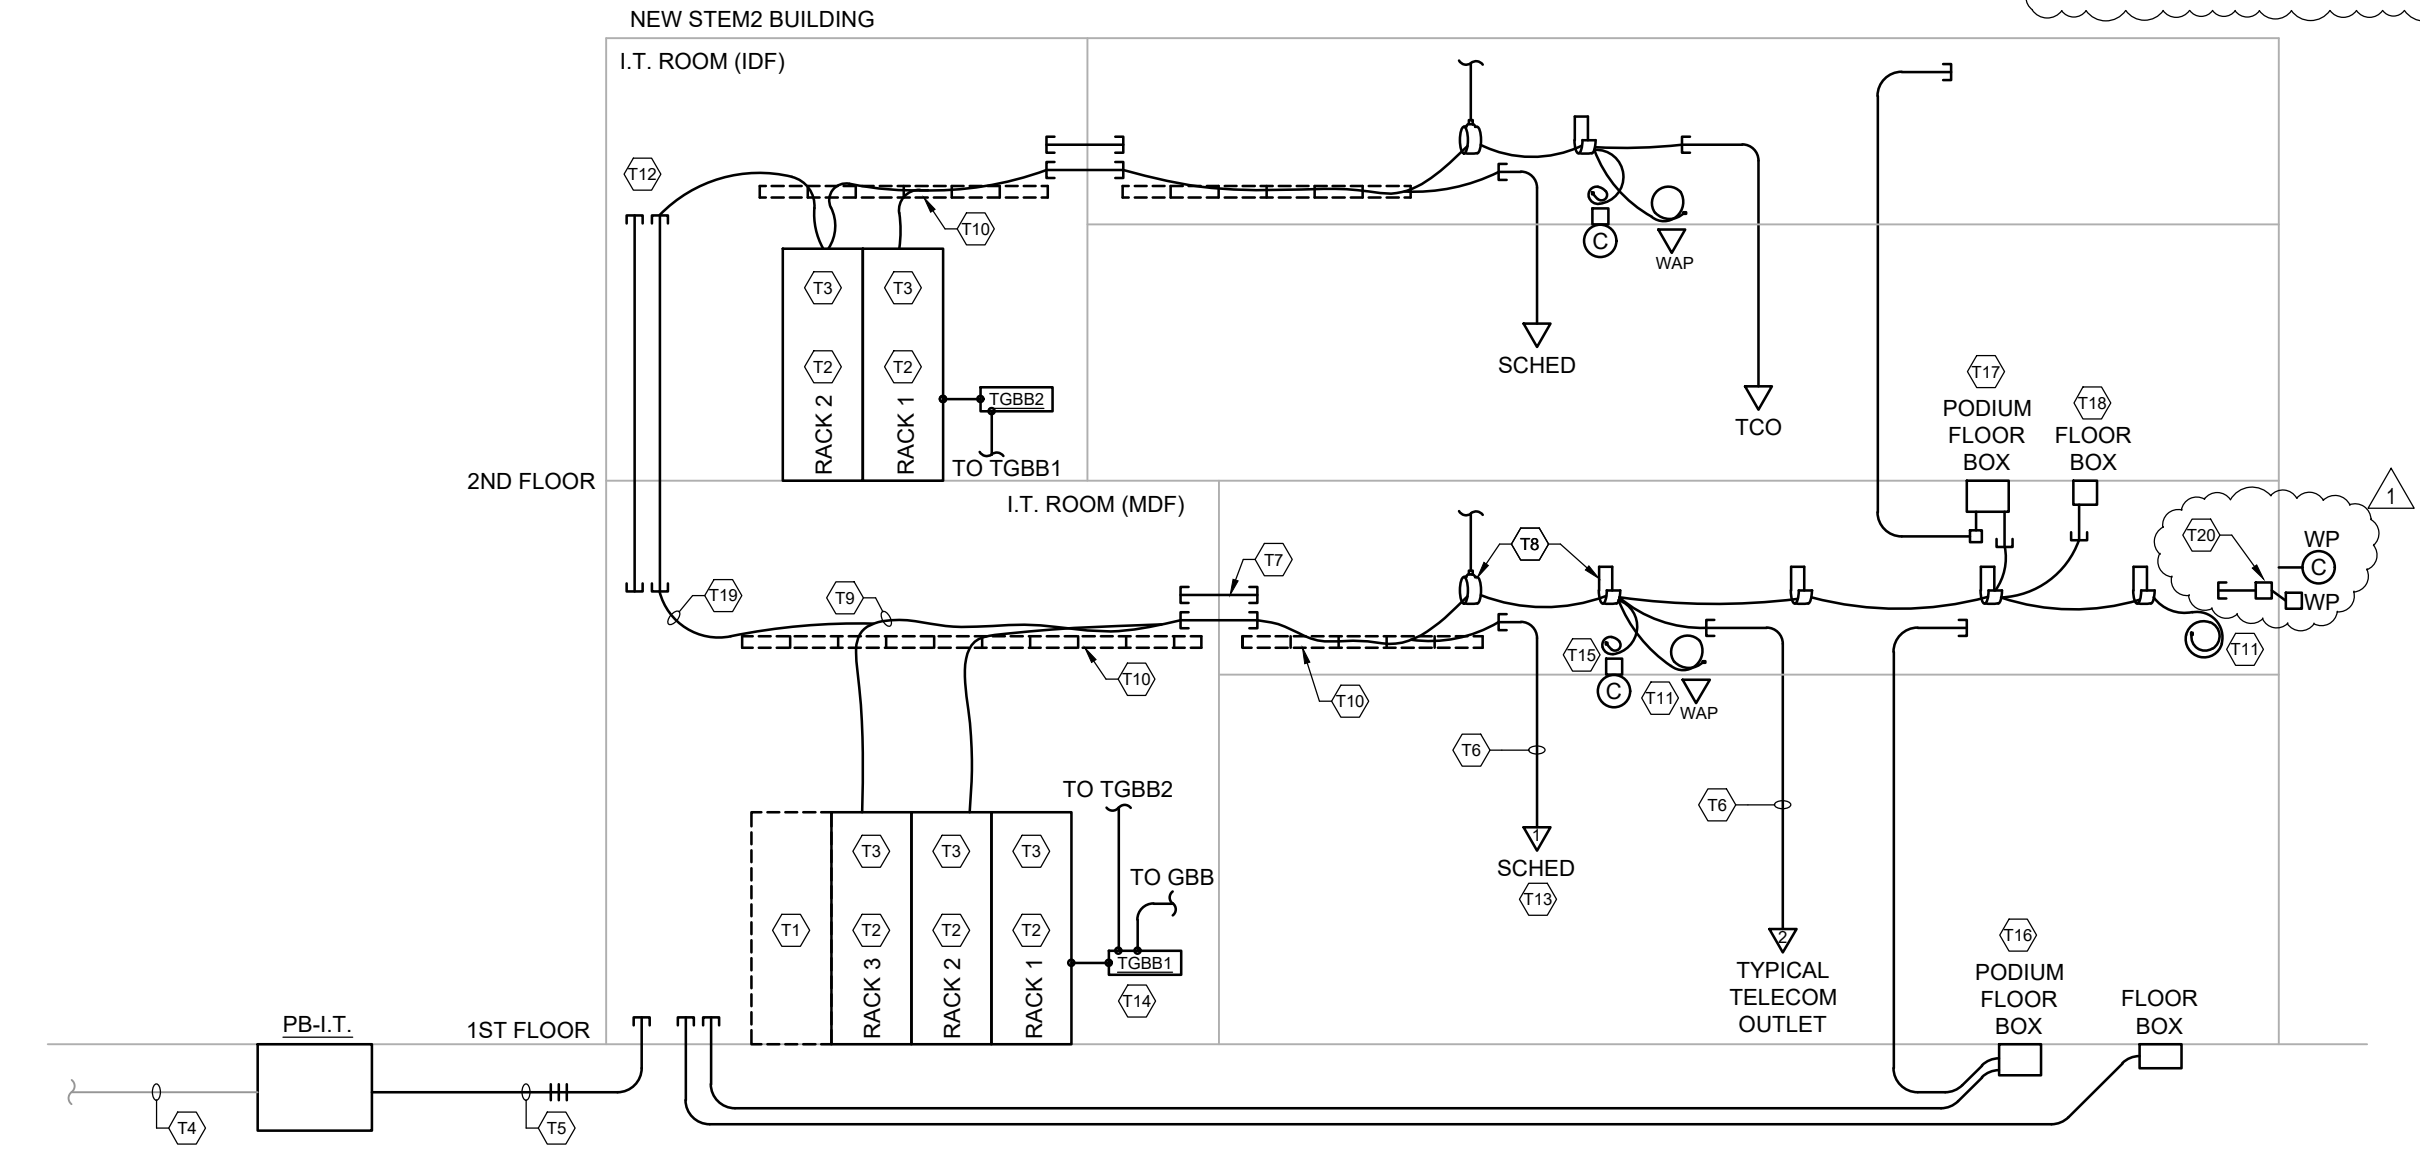 NEW STEM2 BUILDING
I.T. ROOM (IDF)
T12
T10
C
WAP
T3
T3
T2
T2
RACK 2
RACK 1
TGBB2
TO TGBB1
SCHED
TCO
T17
PODIUM
FLOOR
BOX
T18
FLOOR
BOX
2ND FLOOR
I.T. ROOM (MDF)
1
T20
WP
C
WP
T11
T19
T9
T7
T8
T10
T10
T15
C
T11
WAP
T6
T6
TO TGBB2
TO GBB
1
SCHED
T13
T3
T3
T3
T1
T2
T2
T2
RACK 3
RACK 2
RACK 1
TGBB1
T14
2
TYPICAL
TELECOM
OUTLET
T16
PODIUM
FLOOR
BOX
FLOOR
BOX
PB-I.T.
1ST FLOOR
T4
T5